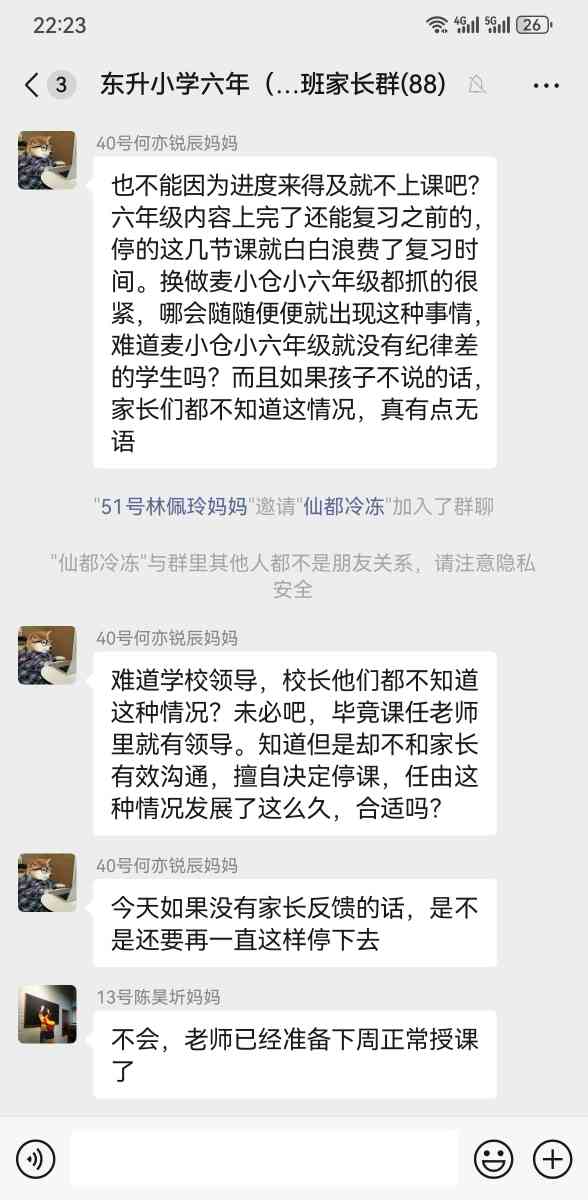 22:23
4G
5G
26
3
东升小学六年（...班家长群(88)
40号何亦锐辰妈妈
也不能因为进度来得及就不上课吧？
六年级内容上完了还能复习之前的，
停的这几节课就白白浪费了复习时
间。换做麦小仓小六年级都抓的很
紧，哪会随随便便就出现这种事情，
难道麦小仓小六年级就没有纪律差
的学生吗？而且如果孩子不说的话，
家长们都不知道这情况，真有点无
语
"51号林佩玲妈妈"邀请"仙都冷冻"加入了群聊
"仙都冷冻"与群里其他人都不是朋友关系，请注意隐私
安全
40号何亦锐辰妈妈
难道学校领导，校长他们都不知道
这种情况？未必吧，毕竟课任老师
里就有领导。知道但是却不和家长
有效沟通，擅自决定停课，任由这
种情况发展了这么久，合适吗？
40号何亦锐辰妈妈
今天如果没有家长反馈的话，是不
是还要再一直这样停下去
13号陈昊圻妈妈
不会，老师已经准备下周正常授课
了